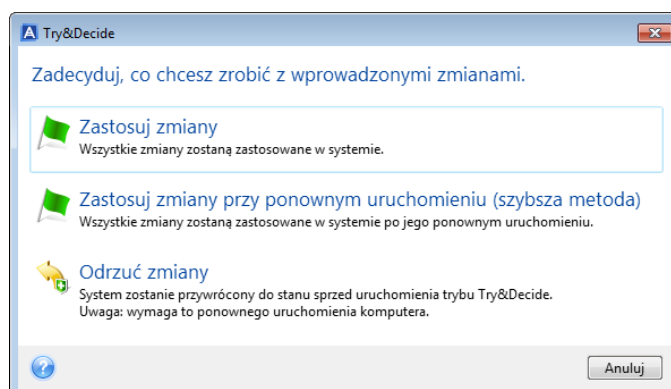 Try&Decide
Zadecyduj, co chcesz zrobić z wprowadzonymi zmianami.
Zastosuj zmiany
Wszystkie zmiany zostaną zastosowane w systemie.
Zastosuj zmiany przy ponownym uruchomieniu (szybsza metoda)
Wszystkie zmiany zostaną zastosowane w systemie po jego ponownym uruchomieniu.
Odrzuć zmiany
System zostanie przywrócony do stanu sprzed uruchomienia trybu Try&Decide.
Uwaga: wymaga to ponownego uruchomienia komputera.
Anuluj